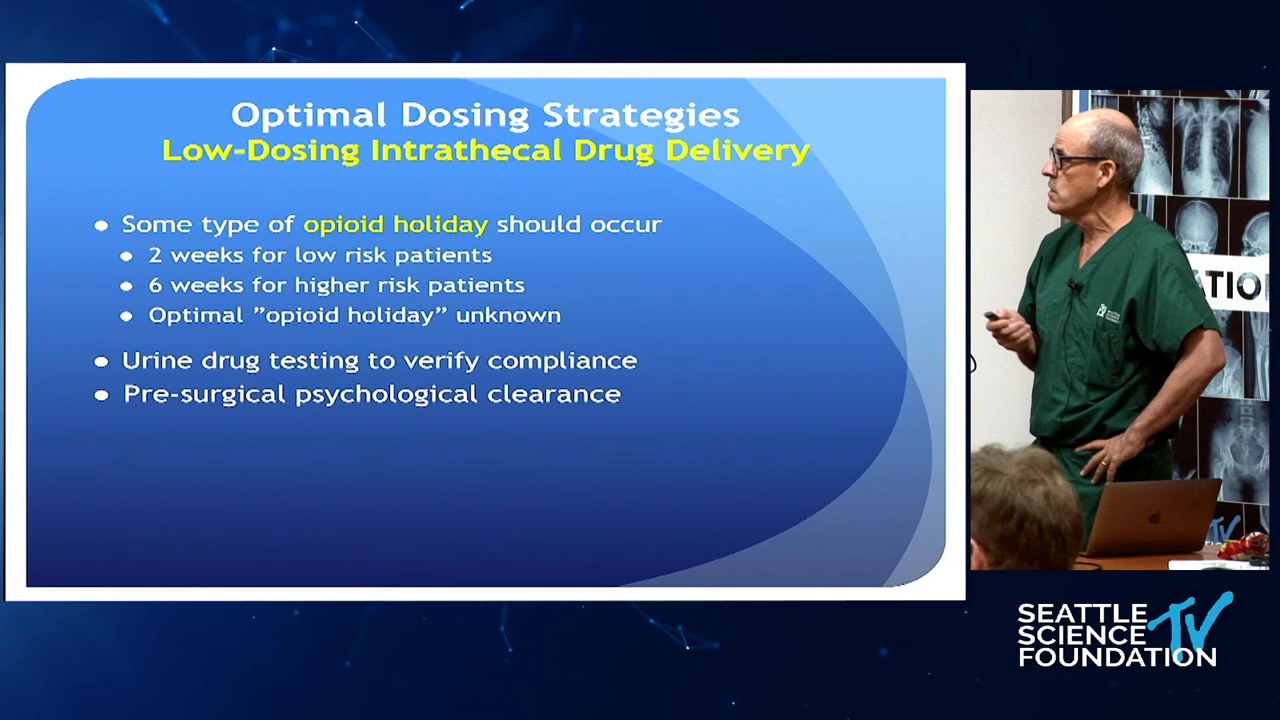 Optimal Dosing Strategies
Low-Dosing Intrathecal Drug Delivery
• Some type of opioid holiday should occur
• 2 weeks for low risk patients
• 6 weeks for higher risk patients
• Optimal ”opioid holiday” unknown
• Urine drug testing to verify compliance
• Pre-surgical psychological clearance
ATION
TV
SEATTLE
SCIENCE TV
FOUNDATION